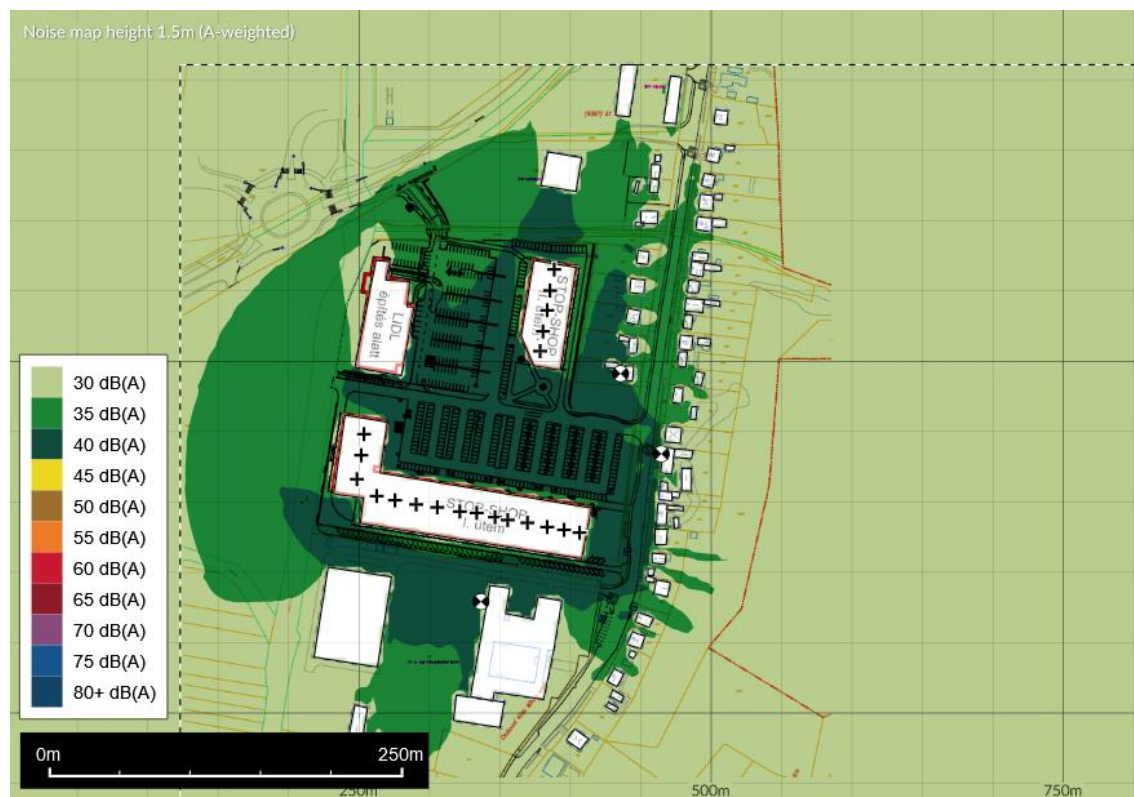 Noise map height 1.5m (A-weighted)
LIDL
építés alatt
STOP-SHOP
STOP-SHOP
I. ütem
30 dB(A)
35 dB(A)
40 dB(A)
45 dB(A)
50 dB(A)
55 dB(A)
60 dB(A)
65 dB(A)
70 dB(A)
75 dB(A)
80+ dB(A)
0m 250m
250m 500m 750m